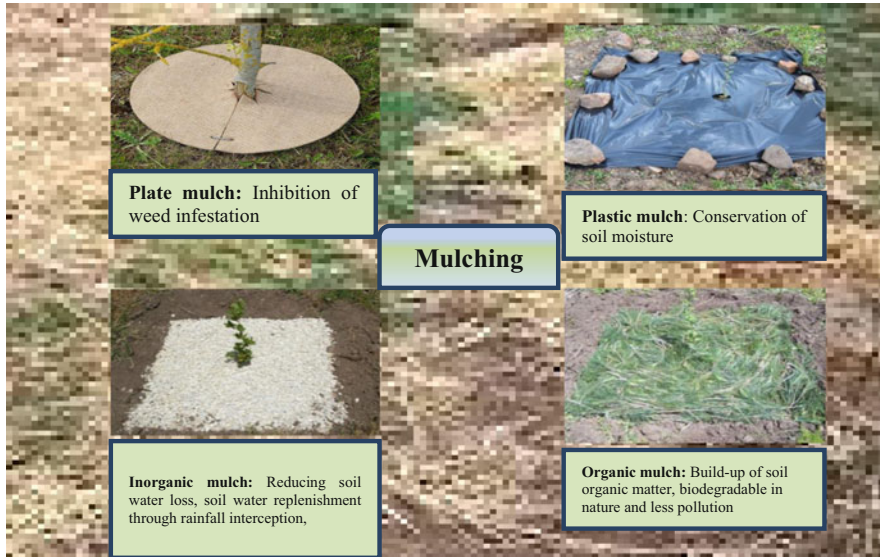 Plate mulch: Inhibition of
weed infestation
Plastic mulch: Conservation of
soil moisture
Mulching
Inorganic mulch: Reducing soil
water loss, soil water replenishment
through rainfall interception,
Organic mulch: Build-up of soil
organic matter, biodegradable in
nature and less pollution